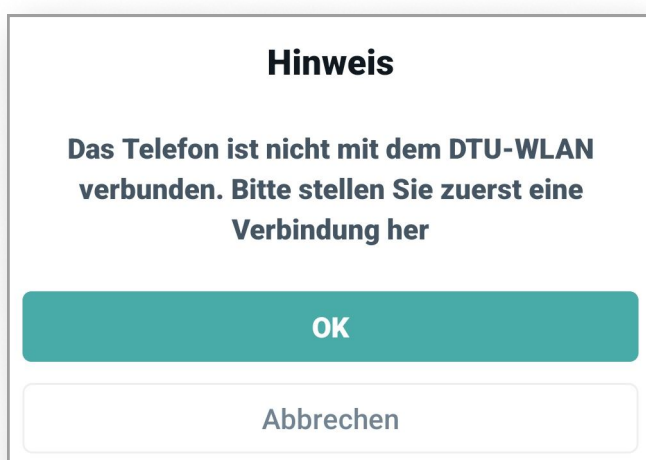 Hinweis
Das Telefon ist nicht mit dem DTU-WLAN
verbunden. Bitte stellen Sie zuerst eine
Verbindung her
OK
Abbrechen